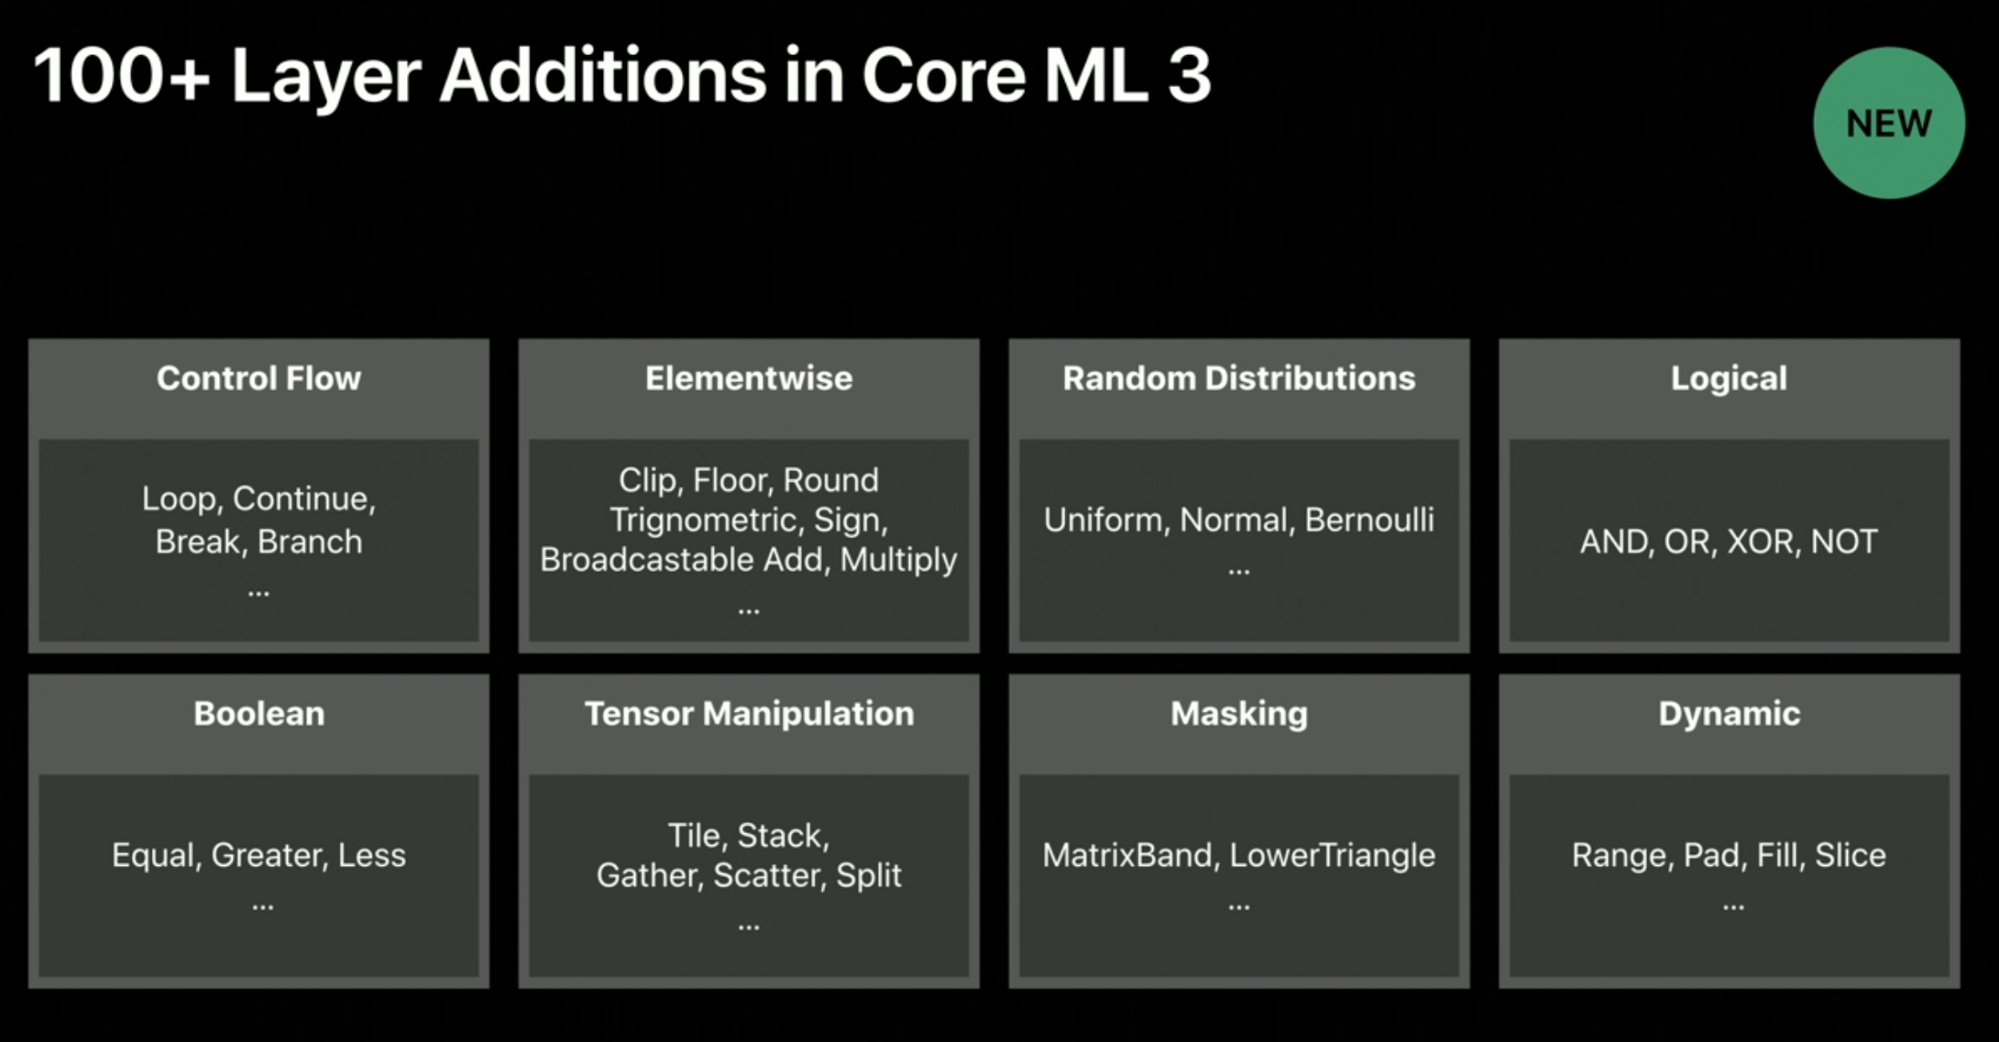 100+ Layer Additions in Core ML 3
NEW
Control Flow
Loop, Continue,
Break, Branch
...
Elementwise
Clip, Floor, Round
Trignometric, Sign,
Broadcastable Add, Multiply
...
Random Distributions
Uniform, Normal, Bernoulli
...
Logical
AND, OR, XOR, NOT
Boolean
Equal, Greater, Less
...
Tensor Manipulation
Tile, Stack,
Gather, Scatter, Split
...
Masking
MatrixBand, LowerTriangle
...
Dynamic
Range, Pad, Fill, Slice
...